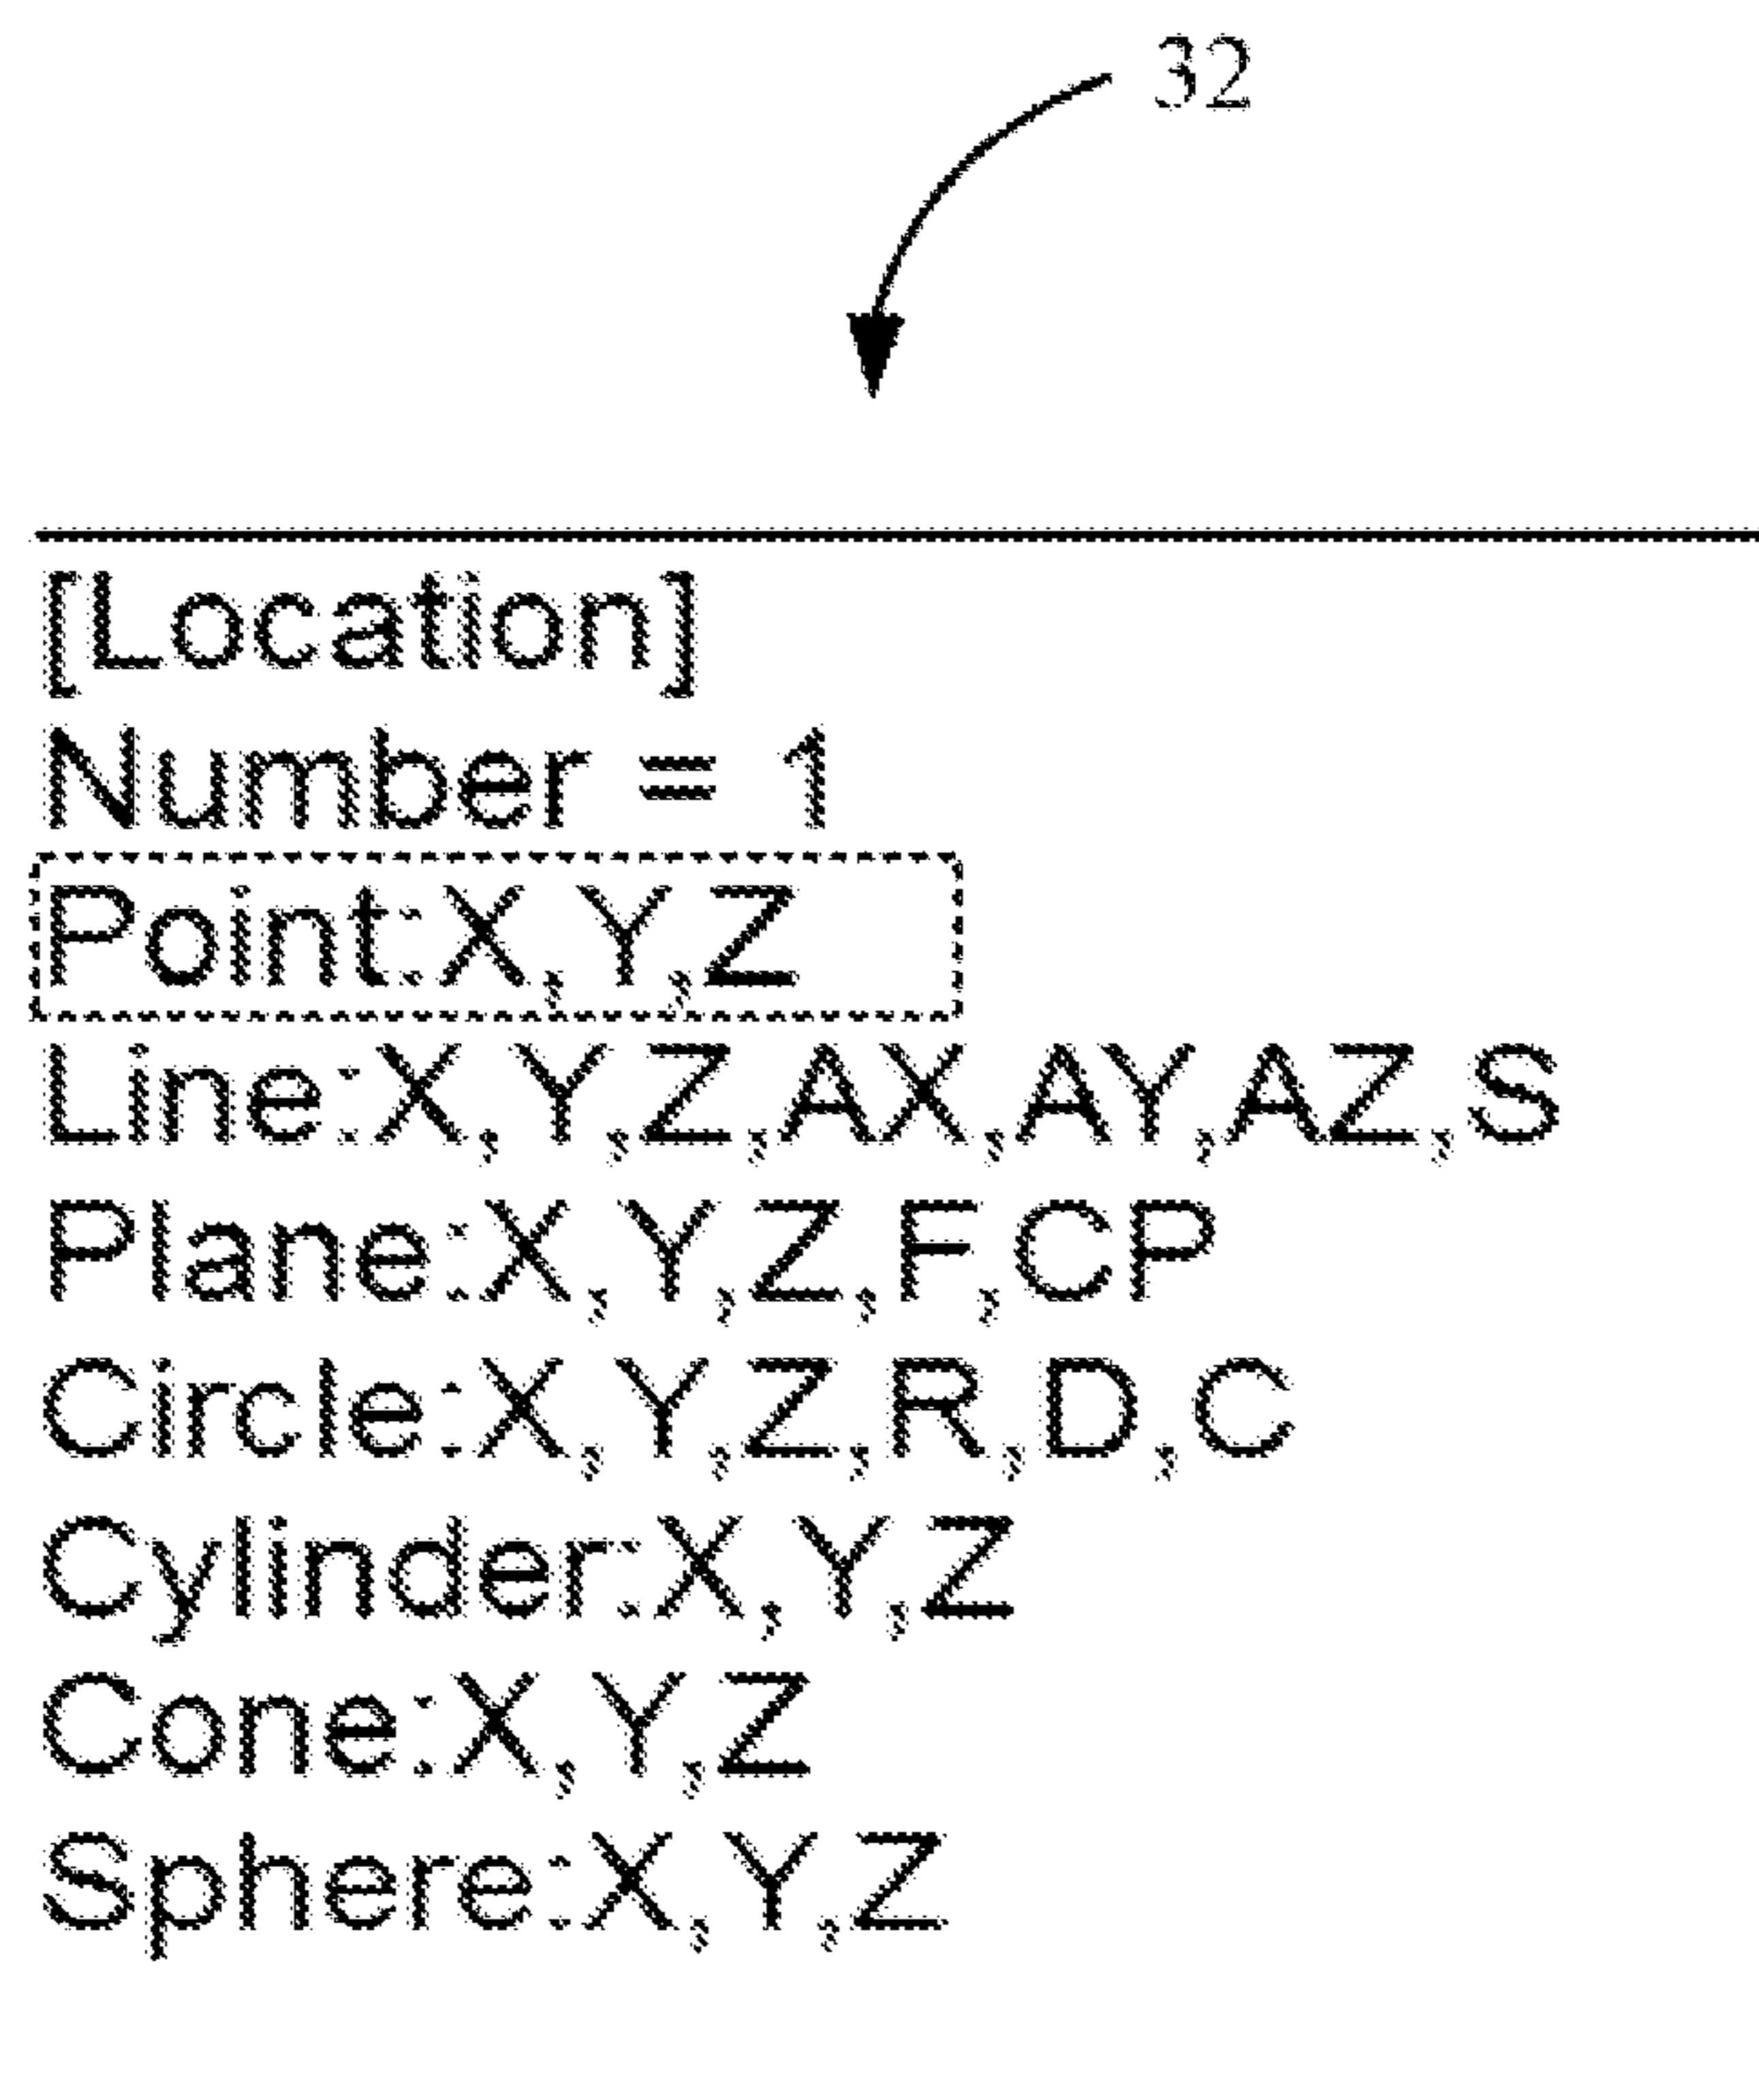 32
[Location]
Number = 1
Point:X,Y,Z
Line:X,Y,Z,AX,AY,AZ,S
Plane:X,Y,Z,F,CP
Circle:X,Y,Z,R,D,C
Cylinder:X,Y,Z
Cone:X,Y,Z
Sphere:X,Y,Z